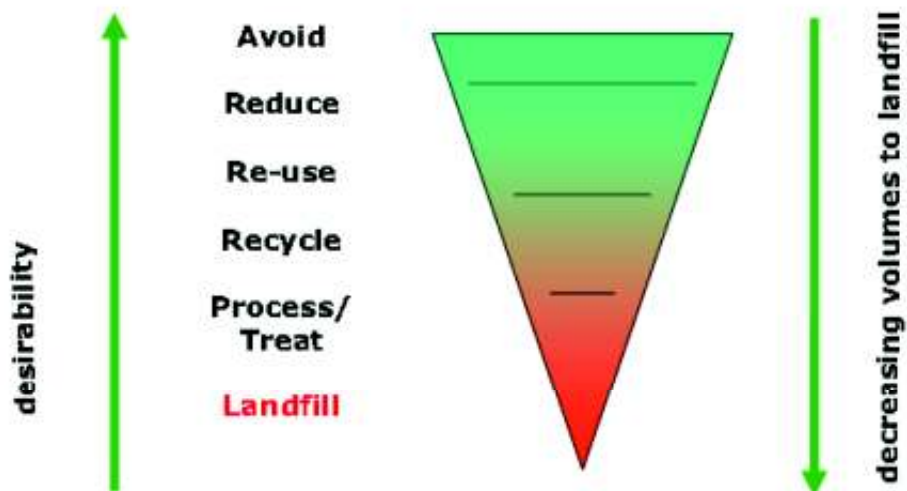 Avoid
Reduce
Re-use
Recycle
Process/
Treat
Landfill
desirability
decreasing volumes to landfill